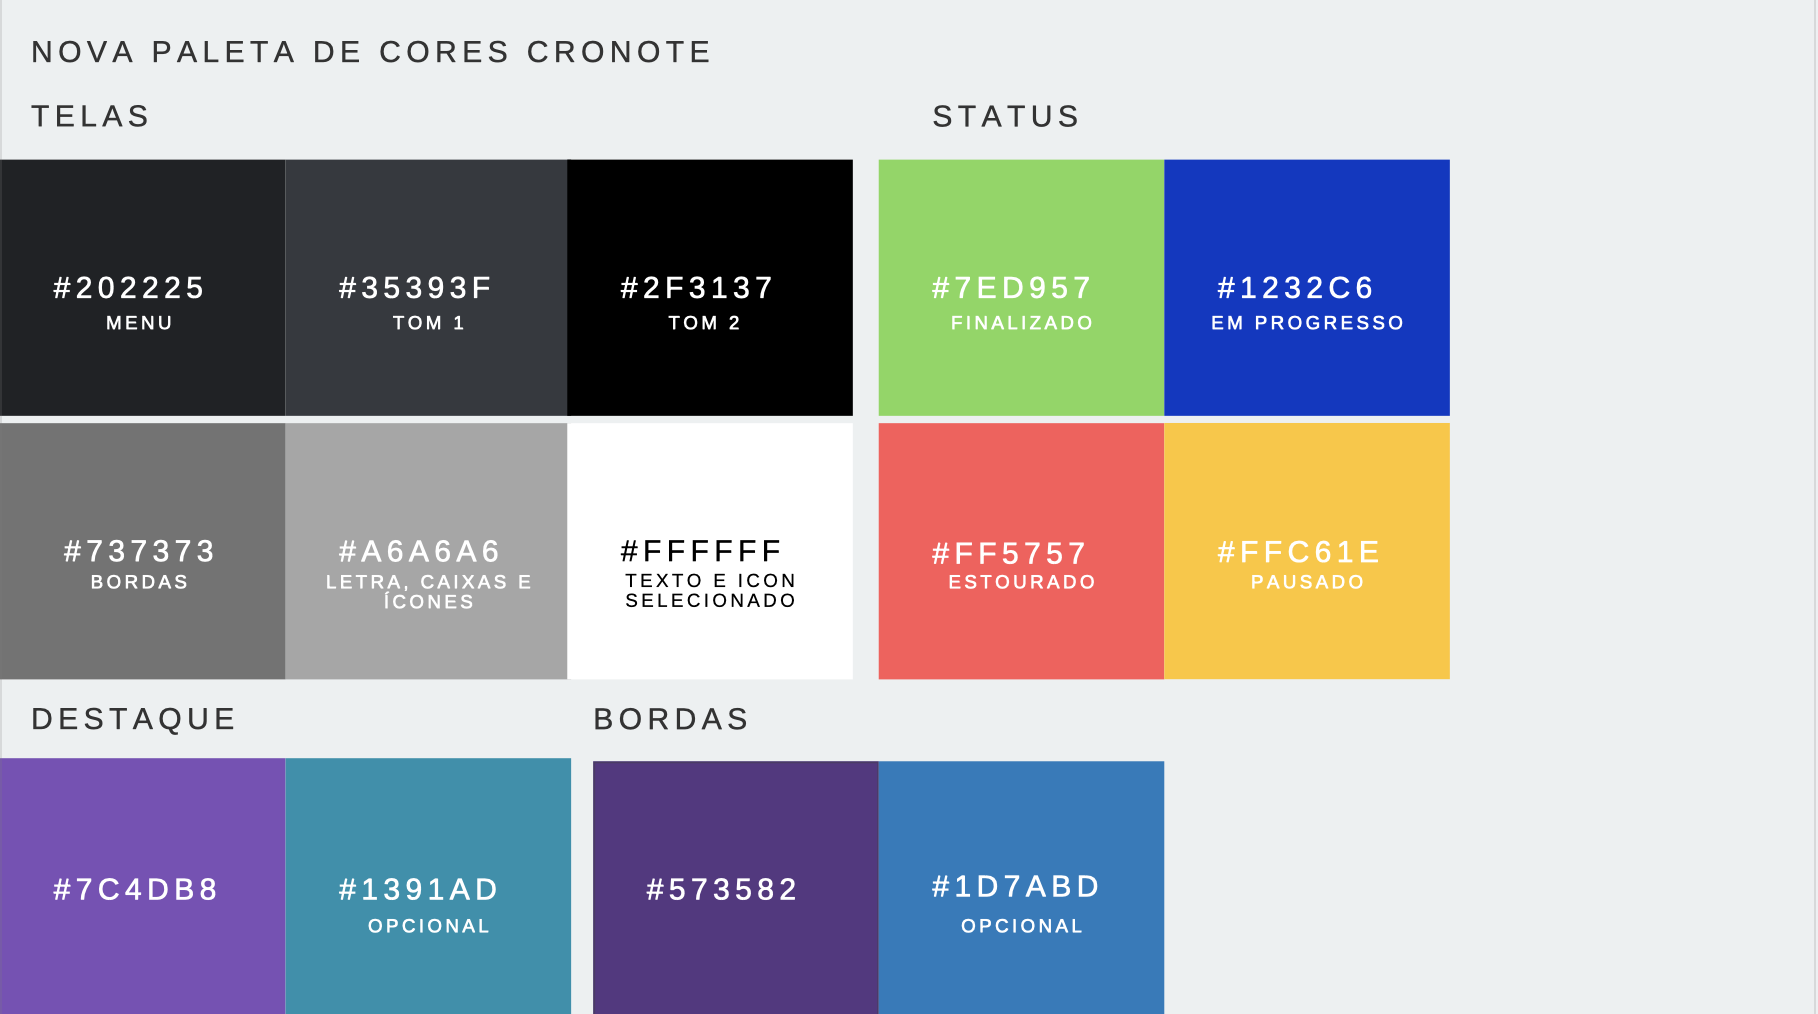 NOVA PALETA DE CORES CRONOTE
TELAS
#202225
MENU
#35393F
TOM 1
#2F3137
TOM 2
#737373
BORDAS
#A6A6A6
LETRA, CAIXAS E
ÍCONES
#FFFFFF
TEXTO E ICON
SELECIONADO
STATUS
#7ED957
FINALIZADO
#1232C6
EM PROGRESSO
#FF5757
ESTOURADO
#FFC61E
PAUSADO
DESTAQUE
#7C4DB8
#1391AD
OPCIONAL
BORDAS
#573582
#1D7ABD
OPCIONAL